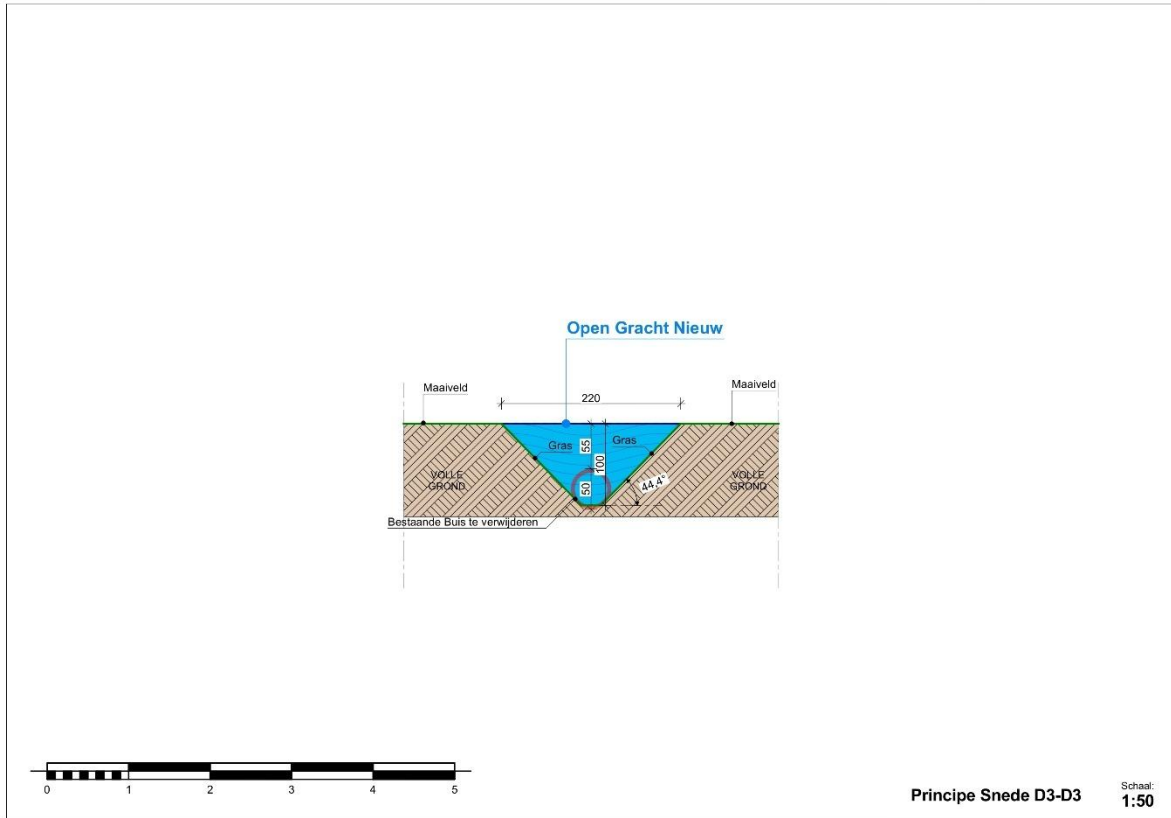 Open Gracht Nieuw
Maaiveld
Maaiveld
220
Gras
55
Gras
100
VOLLE
GROND
50
44,4°
VOLLE
GROND
Bestaande Buis te verwijderen
0 1 2 3 4 5
Principe Snede D3-D3
Schaal:
1:50